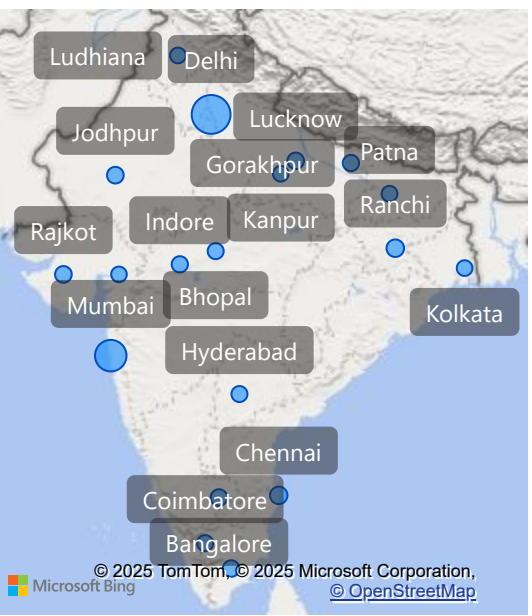 Ludhiana
Delhi
Lucknow
Jodhpur
Patna
Gorakhpur
Ranchi
Indore
Kanpur
Rajkot
Bhopal
Mumbai
Kolkata
Hyderabad
Chennai
Coimbatore
Bangalore
© 2025 TomTom, © 2025 Microsoft Corporation,
Microsoft Bing
© OpenStreetMap